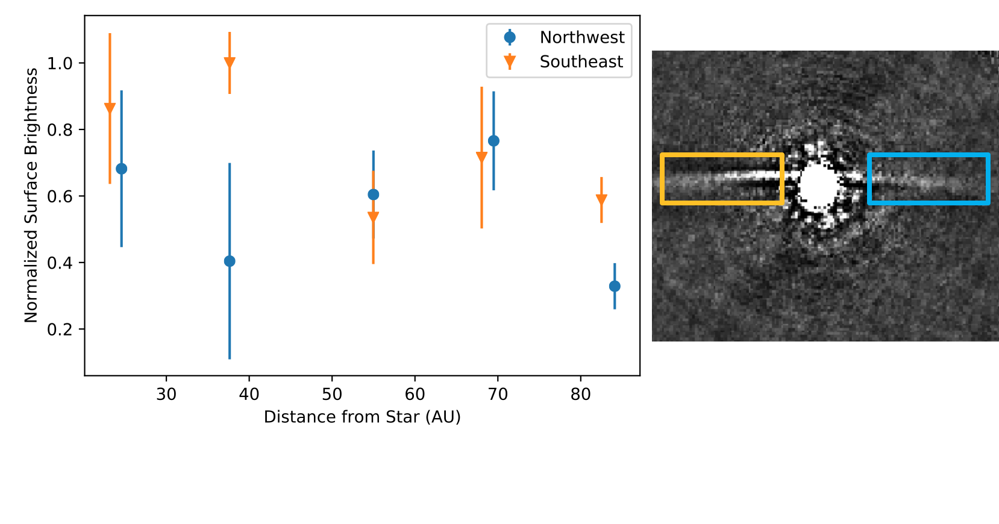 Northwest
Southeast
Normalized Surface Brightness
1.0
0.8
0.6
0.4
0.2
30 40 50 60 70 80
Distance from Star (AU)